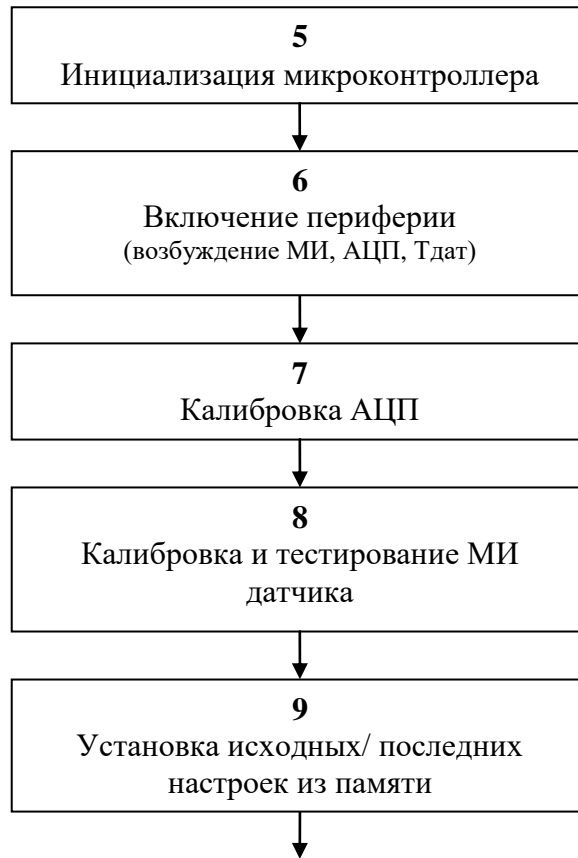 5
Инициализация микроконтроллера
6
Включение периферии
(возбуждение МИ, АЦП, Тдат)
7
Калибровка АЦП
8
Калибровка и тестирование МИ
датчика
9
Установка исходных/ последних
настроек из памяти